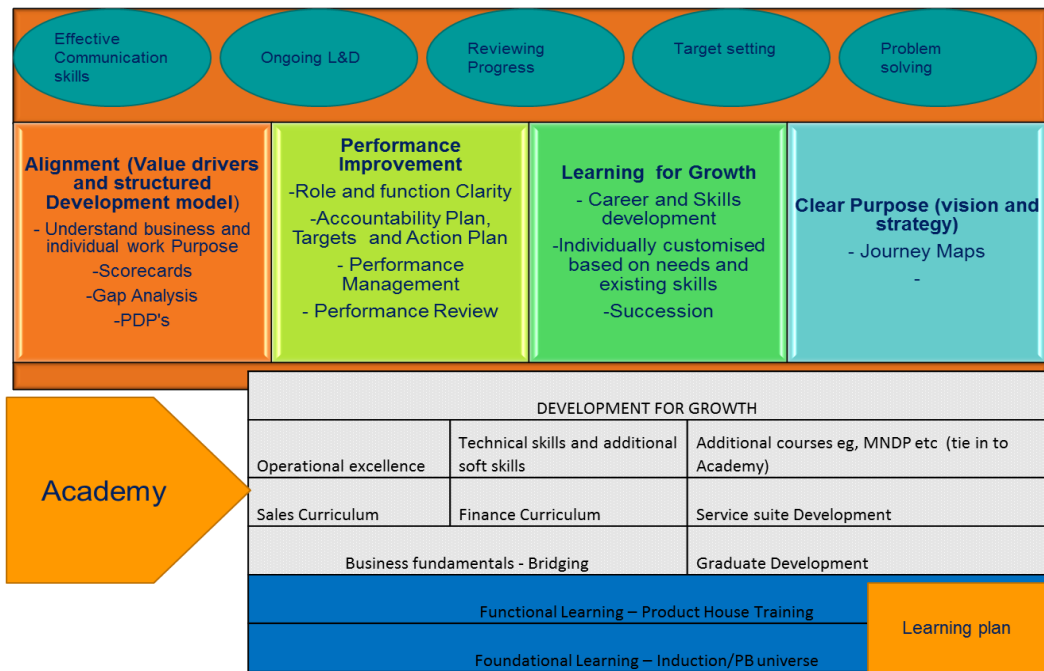 Effective
Communication
skills
Ongoing L&D
Reviewing
Progress
Target setting
Problem
solving
Alignment (Value drivers
and structured
Development model)
- Understand business and
individual work Purpose
-Scorecards
-Gap Analysis
-PDP's
Performance
Improvement
-Role and function Clarity
-Accountability Plan,
Targets and Action Plan
- Performance
Management
- Performance Review
Learning for Growth
- Career and Skills
development
-Individually customised
based on needs and
existing skills
-Succession
Clear Purpose (vision and
strategy)
- Journey Maps
-
Academy
DEVELOPMENT FOR GROWTH
Operational excellence
Technical skills and additional
soft skills
Additional courses eg, MNDP etc (tie in to
Academy)
Sales Curriculum
Finance Curriculum
Service suite Development
Business fundamentals - Bridging
Graduate Development
Functional Learning – Product House Training
Foundational Learning – Induction/PB universe
Learning plan